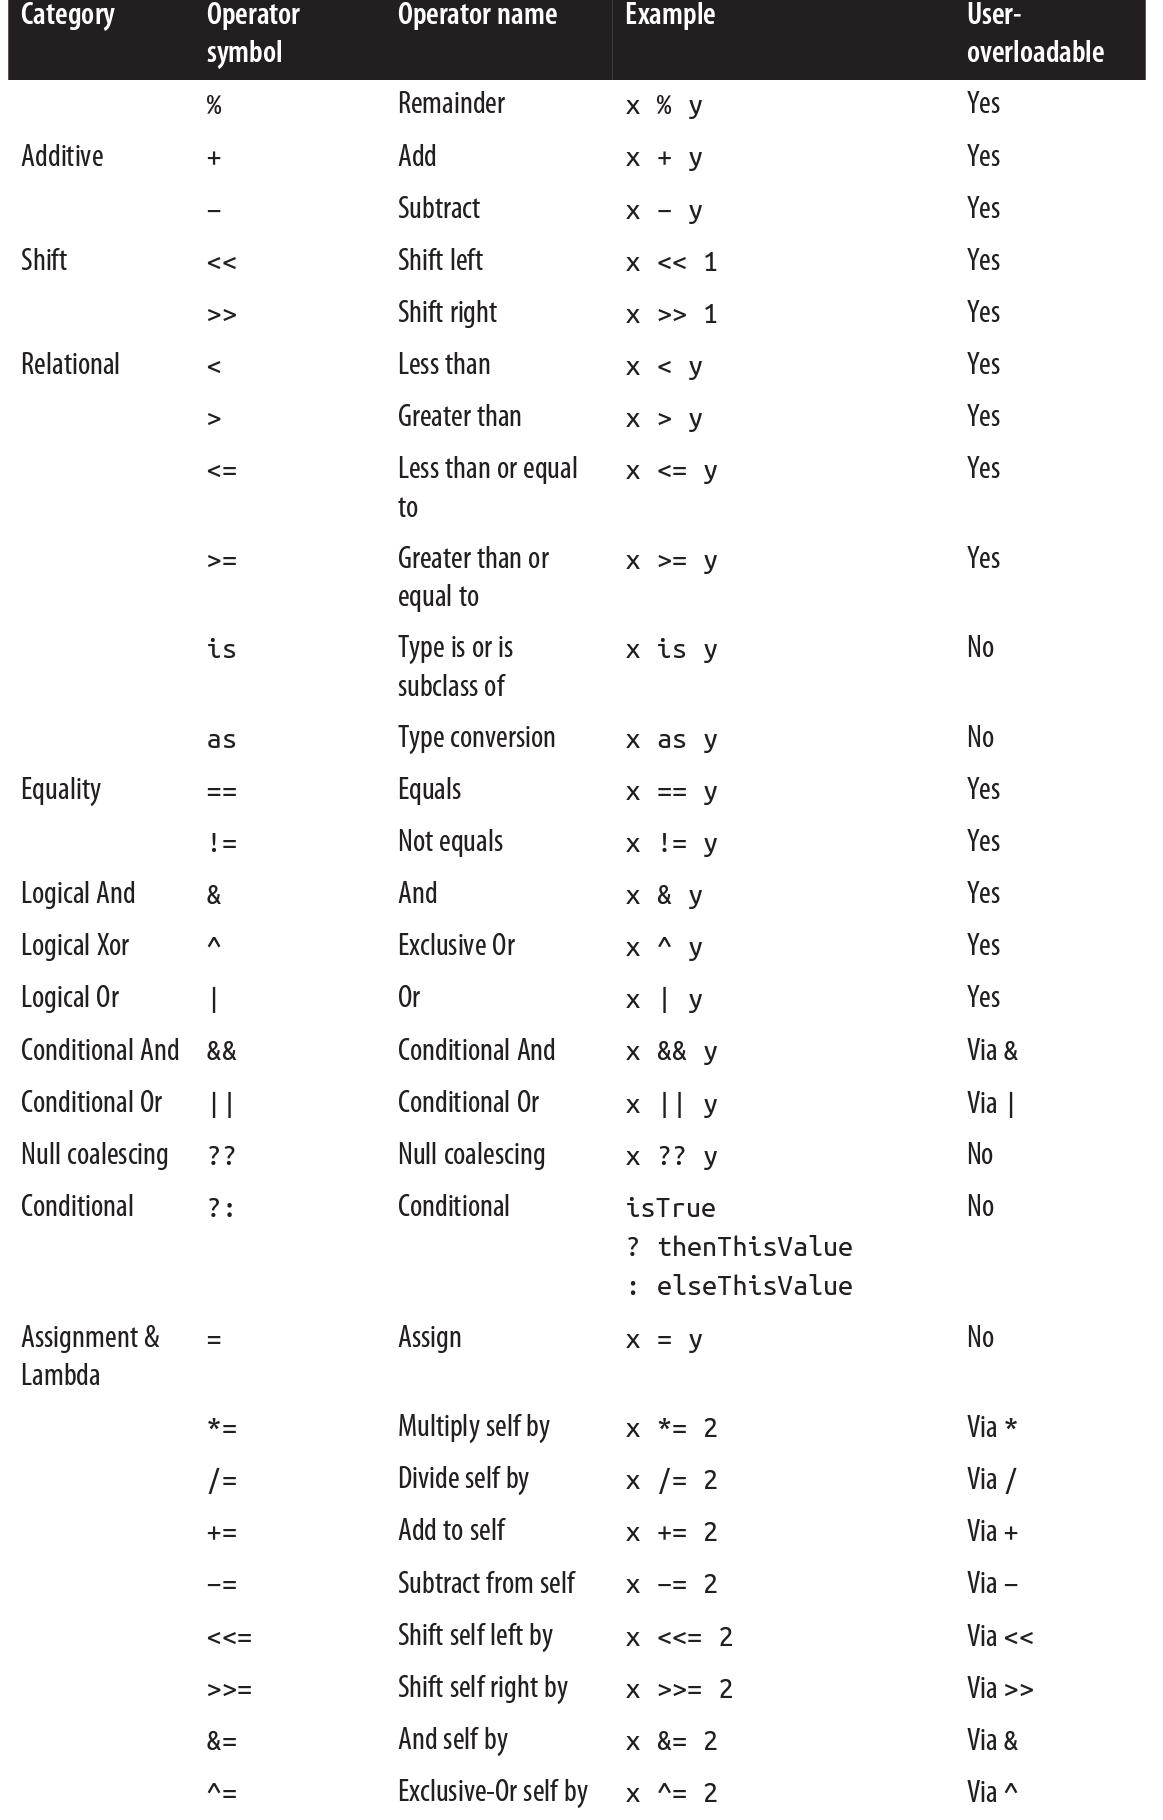 Category Operator Operator name Example User-
symbol overloadable
% Remainder x % y Yes
Additive + Add x + y Yes
– Subtract x – y Yes
Shift << Shift left x << 1 Yes
>> Shift right x >> 1 Yes
Relational < Less than x < y Yes
> Greater than x > y Yes
<= Less than or equal x <= y Yes
to
>= Greater than or x >= y Yes
equal to
is Type is or is x is y No
subclass of
as Type conversion x as y No
Equality == Equals x == y Yes
!= Not equals x != y Yes
Logical And & And x & y Yes
Logical Xor ^ Exclusive Or x ^ y Yes
Logical Or | Or x | y Yes
Conditional And && Conditional And x && y Via &
Conditional Or || Conditional Or x || y Via |
Null coalescing ?? Null coalescing x ?? y No
Conditional ?: Conditional isTrue No
? thenThisValue
: elseThisValue
Assignment & = Assign x = y No
Lambda
*= Multiply self by x *= 2 Via *
/= Divide self by x /= 2 Via /
+= Add to self x += 2 Via +
–= Subtract from self x –= 2 Via –
<<= Shift self left by x <<= 2 Via <<
>>= Shift self right by x >>= 2 Via >>
&= And self by x &= 2 Via &
^= Exclusive-Or self by x ^= 2 Via ^